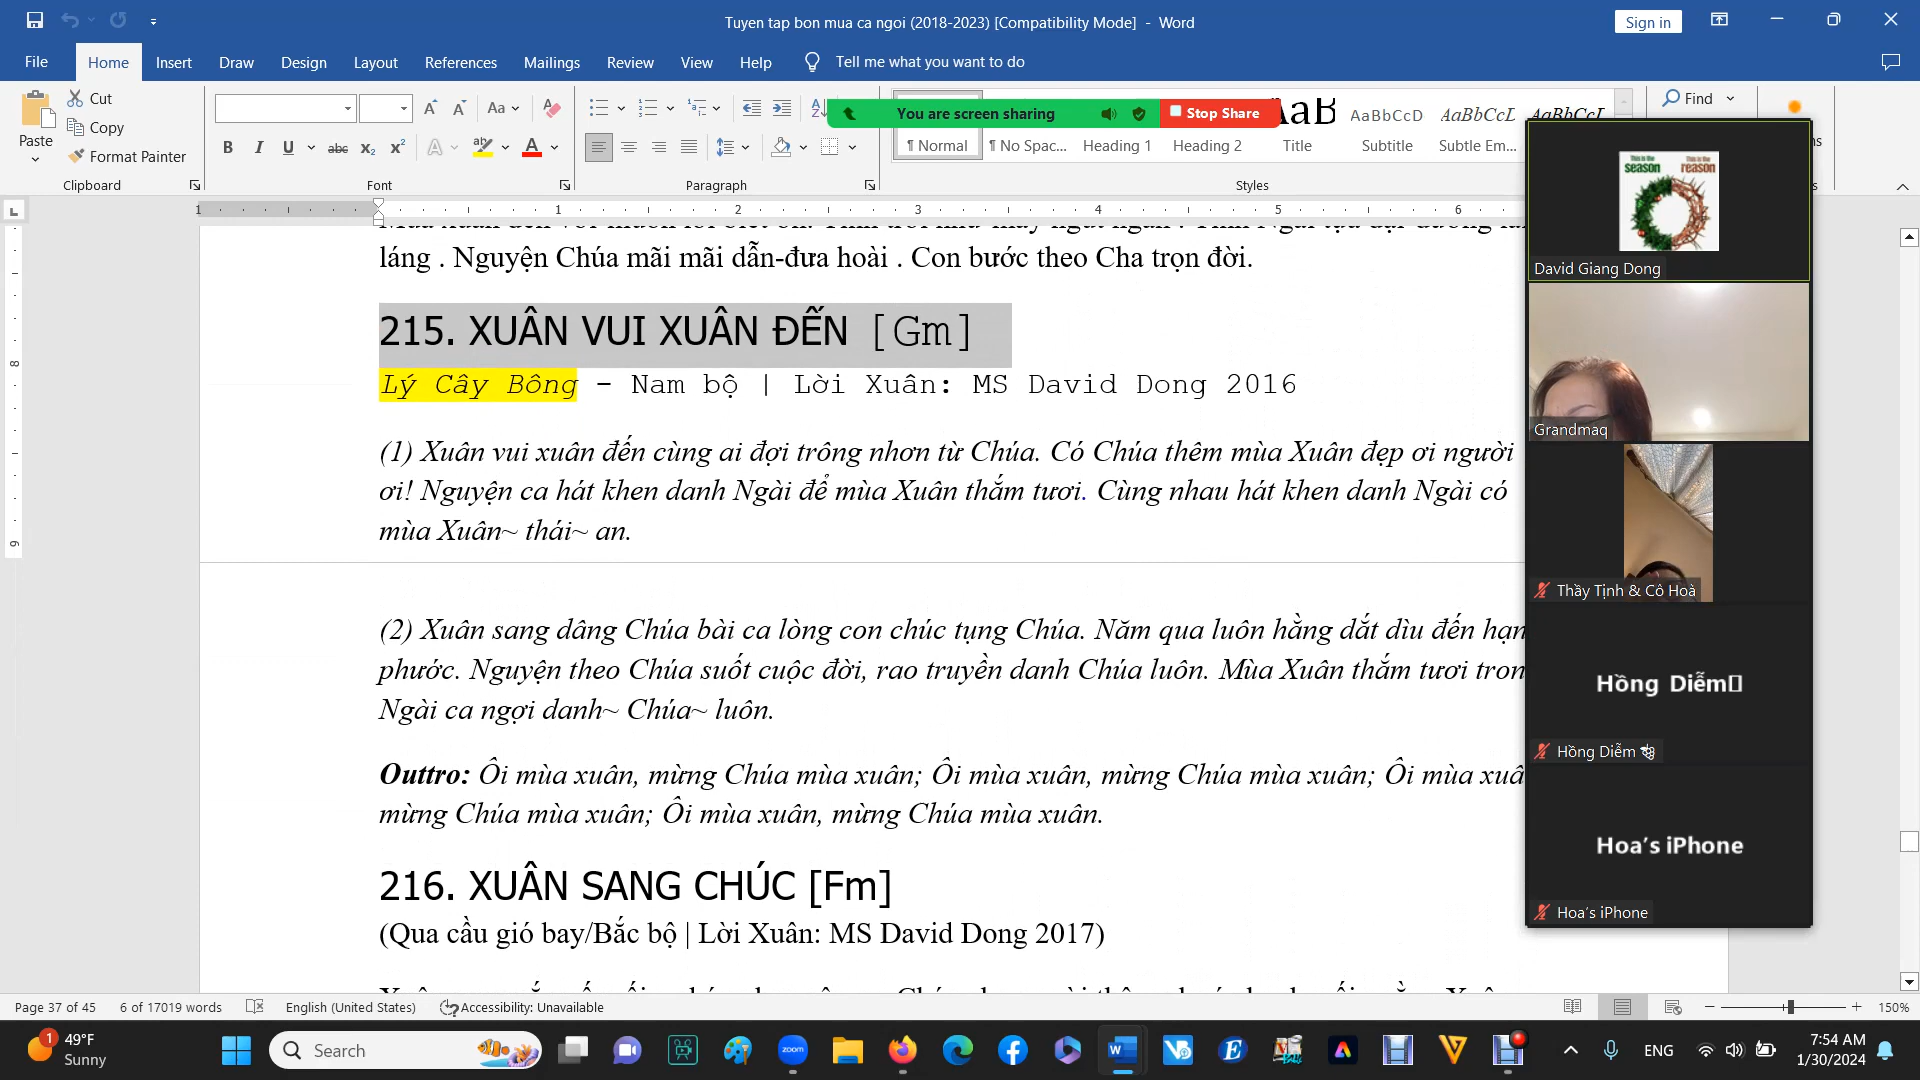 Tuyen tap bon mua ca ngoi (2018-2023) [Compatibility Mode] - Word
Sign in
File Home Insert Draw Design Layout References Mailings Review View Help Tell me what you want to do
Paste
Cut
Copy
Format Painter
Clipboard
Font
Paragraph
Styles
You are screen sharing
Stop Share
AaB AaBbCcD AaBbCcL AaBbCcL
¶ Normal ¶ No Spac... Heading 1 Heading 2 Title Subtitle Subtle Em...
Find
láng . Nguyện Chúa mãi mãi dẫn-đưa hoài . Con bước theo Cha trọn đời.
215. XUÂN VUI XUÂN ĐẾN [Gm]
Lý Cây Bông - Nam bộ | Lời Xuân: MS David Dong 2016
(1) Xuân vui xuân đến cùng ai đợi trông nhơn từ Chúa. Có Chúa thêm mùa Xuân đẹp ơi người
ơi! Nguyện ca hát khen danh Ngài để mùa Xuân thắm tươi. Cùng nhau hát khen danh Ngài có
mùa Xuân~ thái~ an.
(2) Xuân sang dâng Chúa bài ca lòng con chúc tụng Chúa. Năm qua luôn hằng dắt dìu đến hạn
phước. Nguyện theo Chúa suốt cuộc đời, rao truyền danh Chúa luôn. Mùa Xuân thắm tươi tron
Ngài ca ngợi danh~ Chúa~ luôn.
Outtro: Ôi mùa xuân, mừng Chúa mùa xuân; Ôi mùa xuân, mừng Chúa mùa xuân; Ôi mùa xuâ
mừng Chúa mùa xuân; Ôi mùa xuân, mừng Chúa mùa xuân.
216. XUÂN SANG CHÚC [Fm]
(Qua cầu gió bay/Bắc bộ | Lời Xuân: MS David Dong 2017)
This is the season
This is the reason
David Giang Dong
Grandmaq
Thầy Tịnh & Cô Hoà
Hồng Diễm
Hồng Diễm
Hoa's iPhone
Hoa's iPhone
Page 37 of 45 6 of 17019 words English (United States) Accessibility: Unavailable 150%
49°F
Sunny
Search
zoom
ENG
7:54 AM
1/30/2024